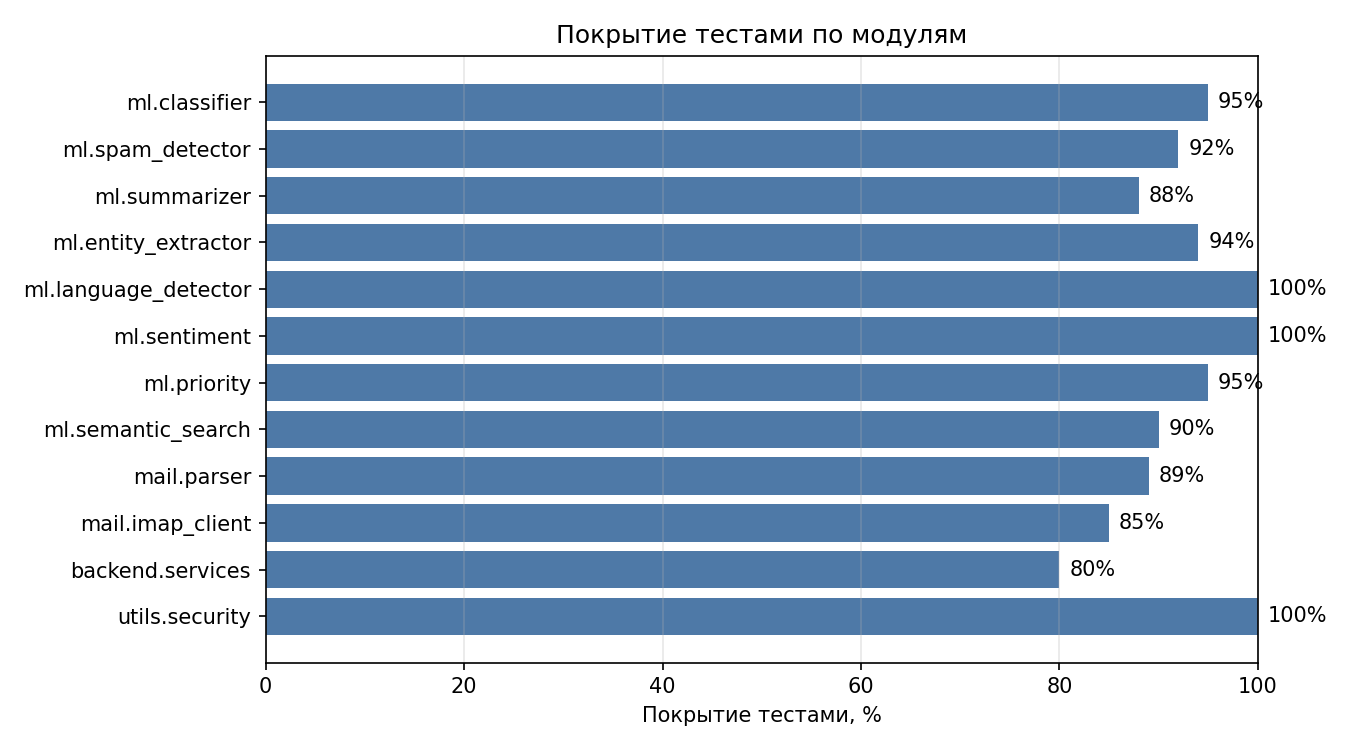 Покрытие тестами по модулям
ml.classifier 95%
ml.spam_detector 92%
ml.summarizer 88%
ml.entity_extractor 94%
ml.language_detector 100%
ml.sentiment 100%
ml.priority 95%
ml.semantic_search 90%
mail.parser 89%
mail.imap_client 85%
backend.services 80%
utils.security 100%
0 20 40 60 80 100
Покрытие тестами, %